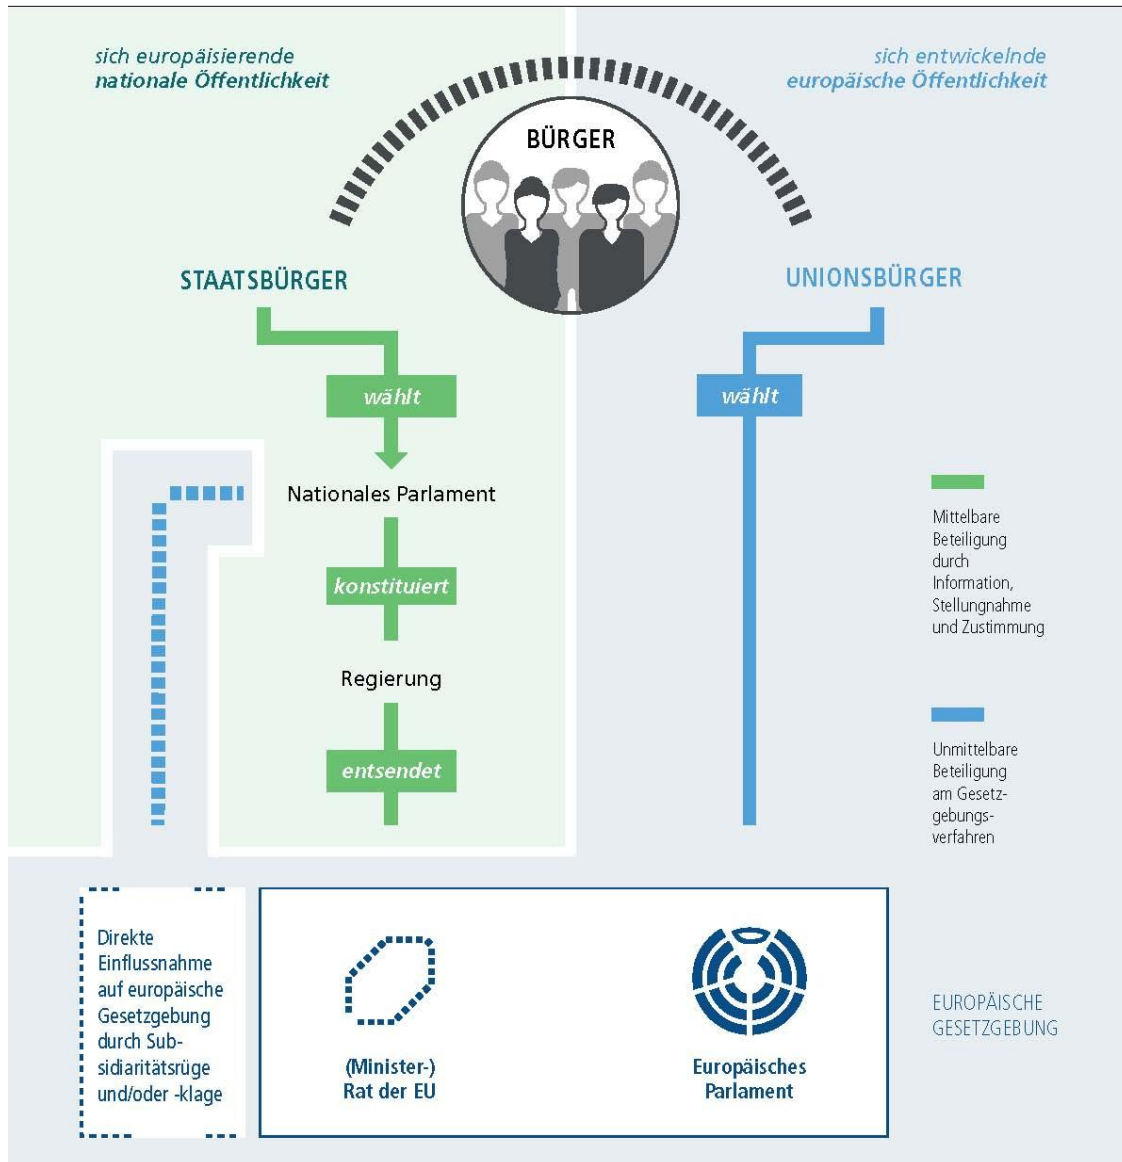 sich europäisierende
nationale Öffentlichkeit
sich entwickelnde
europäische Öffentlichkeit
BÜRGER
STAATSBÜRGER
UNIONSBÜRGER
wählt
wählt
Nationales Parlament
konstituiert
Regierung
entsendet
Mittelbare
Beteiligung
durch
Information,
Stellungnahme
und Zustimmung
Unmittelbare
Beteiligung
am Gesetz-
gebungs-
verfahren
Direkte
Einflussnahme
auf europäische
Gesetzgebung
durch Sub-
sidiaritätsrüge
und/oder -klage
(Minister-)
Rat der EU
Europäisches
Parlament
EUROPÄISCHE
GESETZGEBUNG